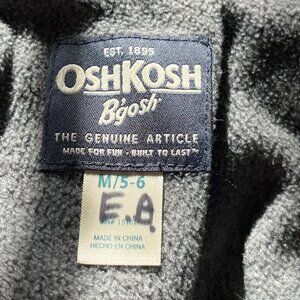 EST. 1895
OSHKOSH
B'gosh
THE GENUINE ARTICLE
MADE FOR FUN - BUILT TO LAST™
M/5-6
E.A.
MADE IN CHINA
HECHO EN CHINA